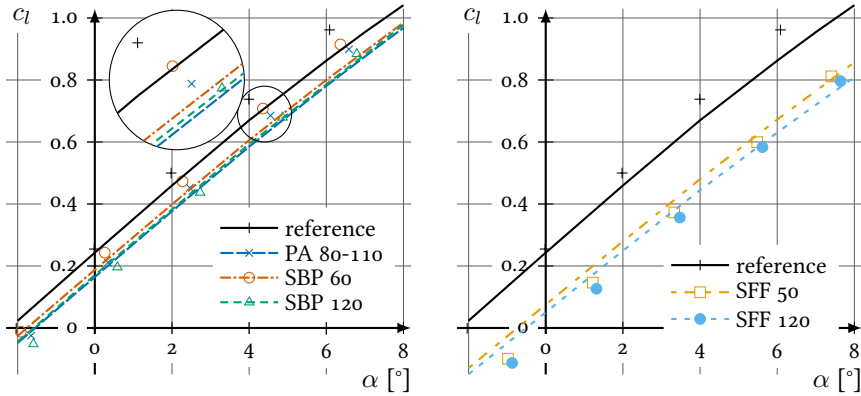 c_l
1.0
0.8
0.6
0.4
0.2
0
0 2 4 6 8
α [°]
reference
PA 80-110
SBP 60
SBP 120
c_l
1.0
0.8
0.6
0.4
0.2
0
0 2 4 6 8
α [°]
reference
SFF 50
SFF 120